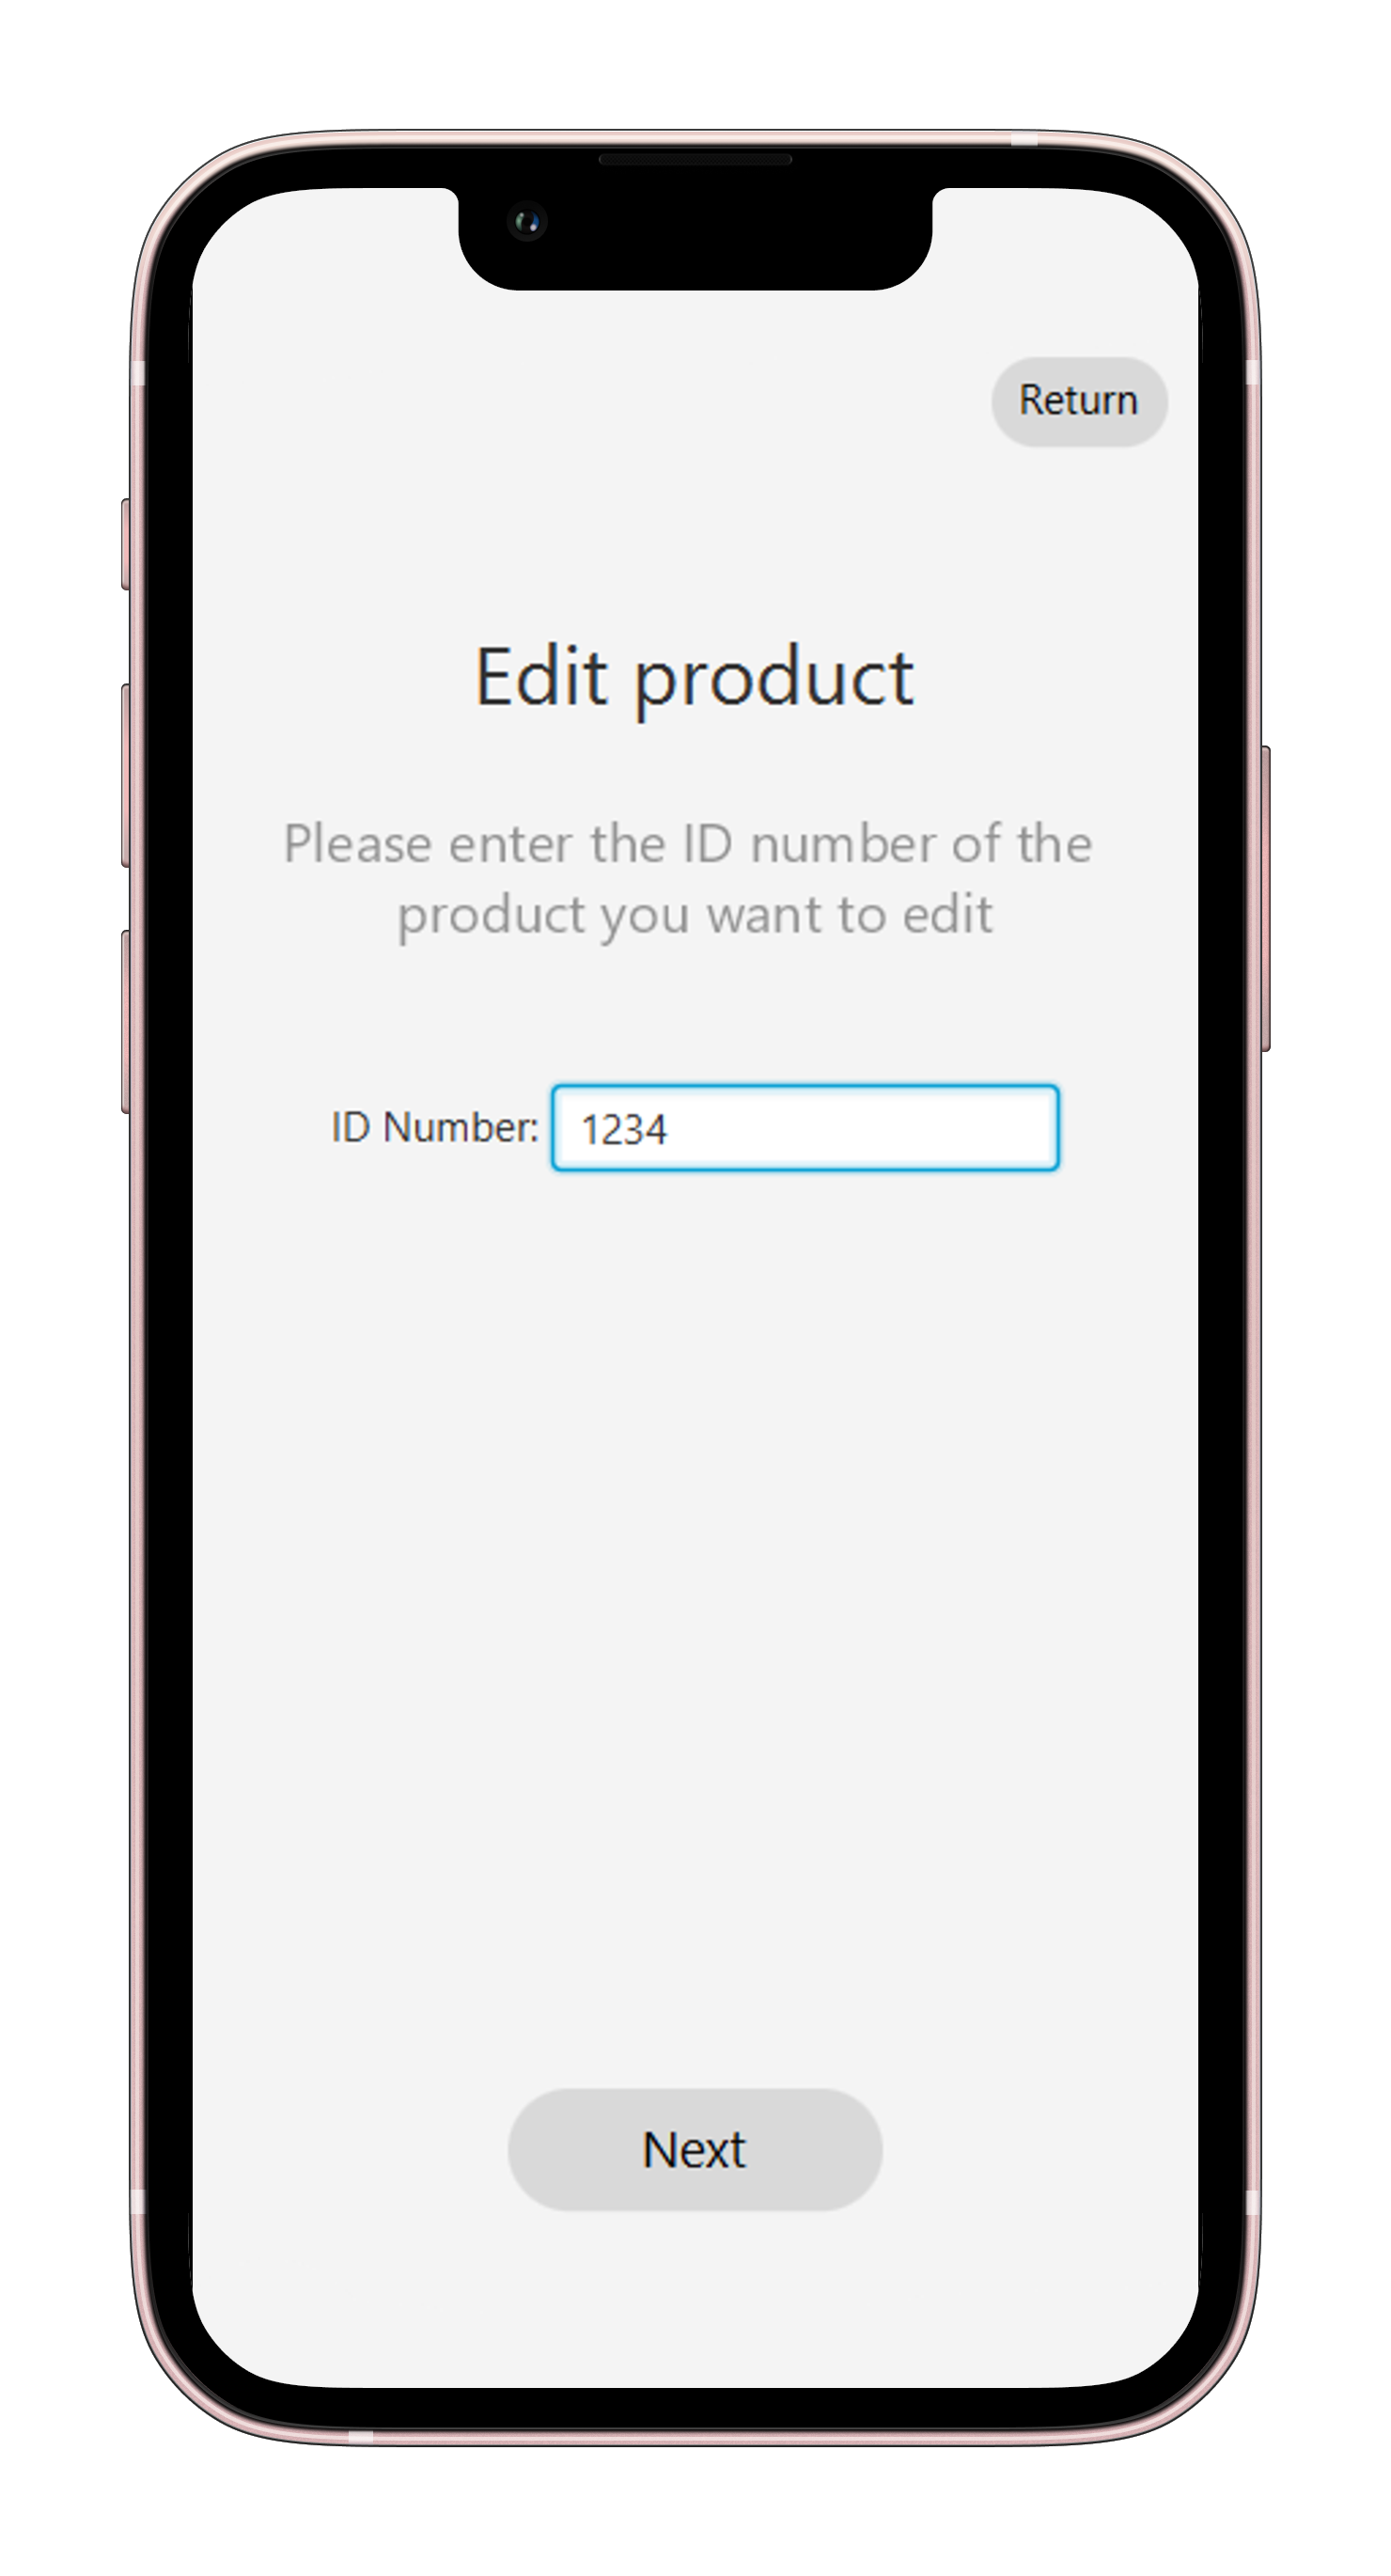 Return
Edit product
Please enter the ID number of the
product you want to edit
ID Number: 1234
Next